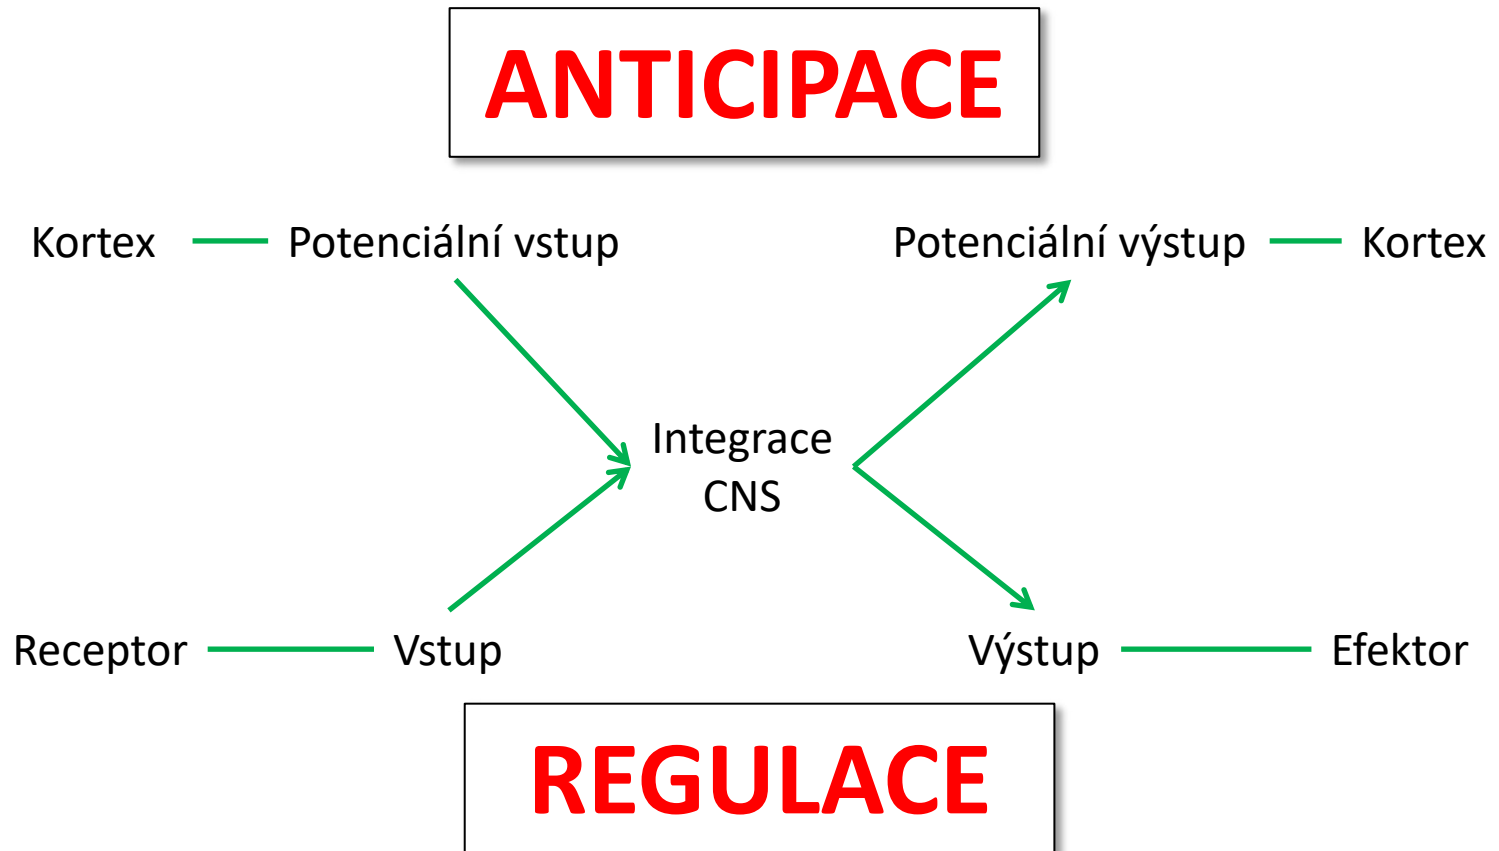 ANTICIPACE
Kortex Potenciální vstup Potenciální výstup Kortex
Integrace
CNS
Receptor Vstup Výstup Efektor
REGULACE